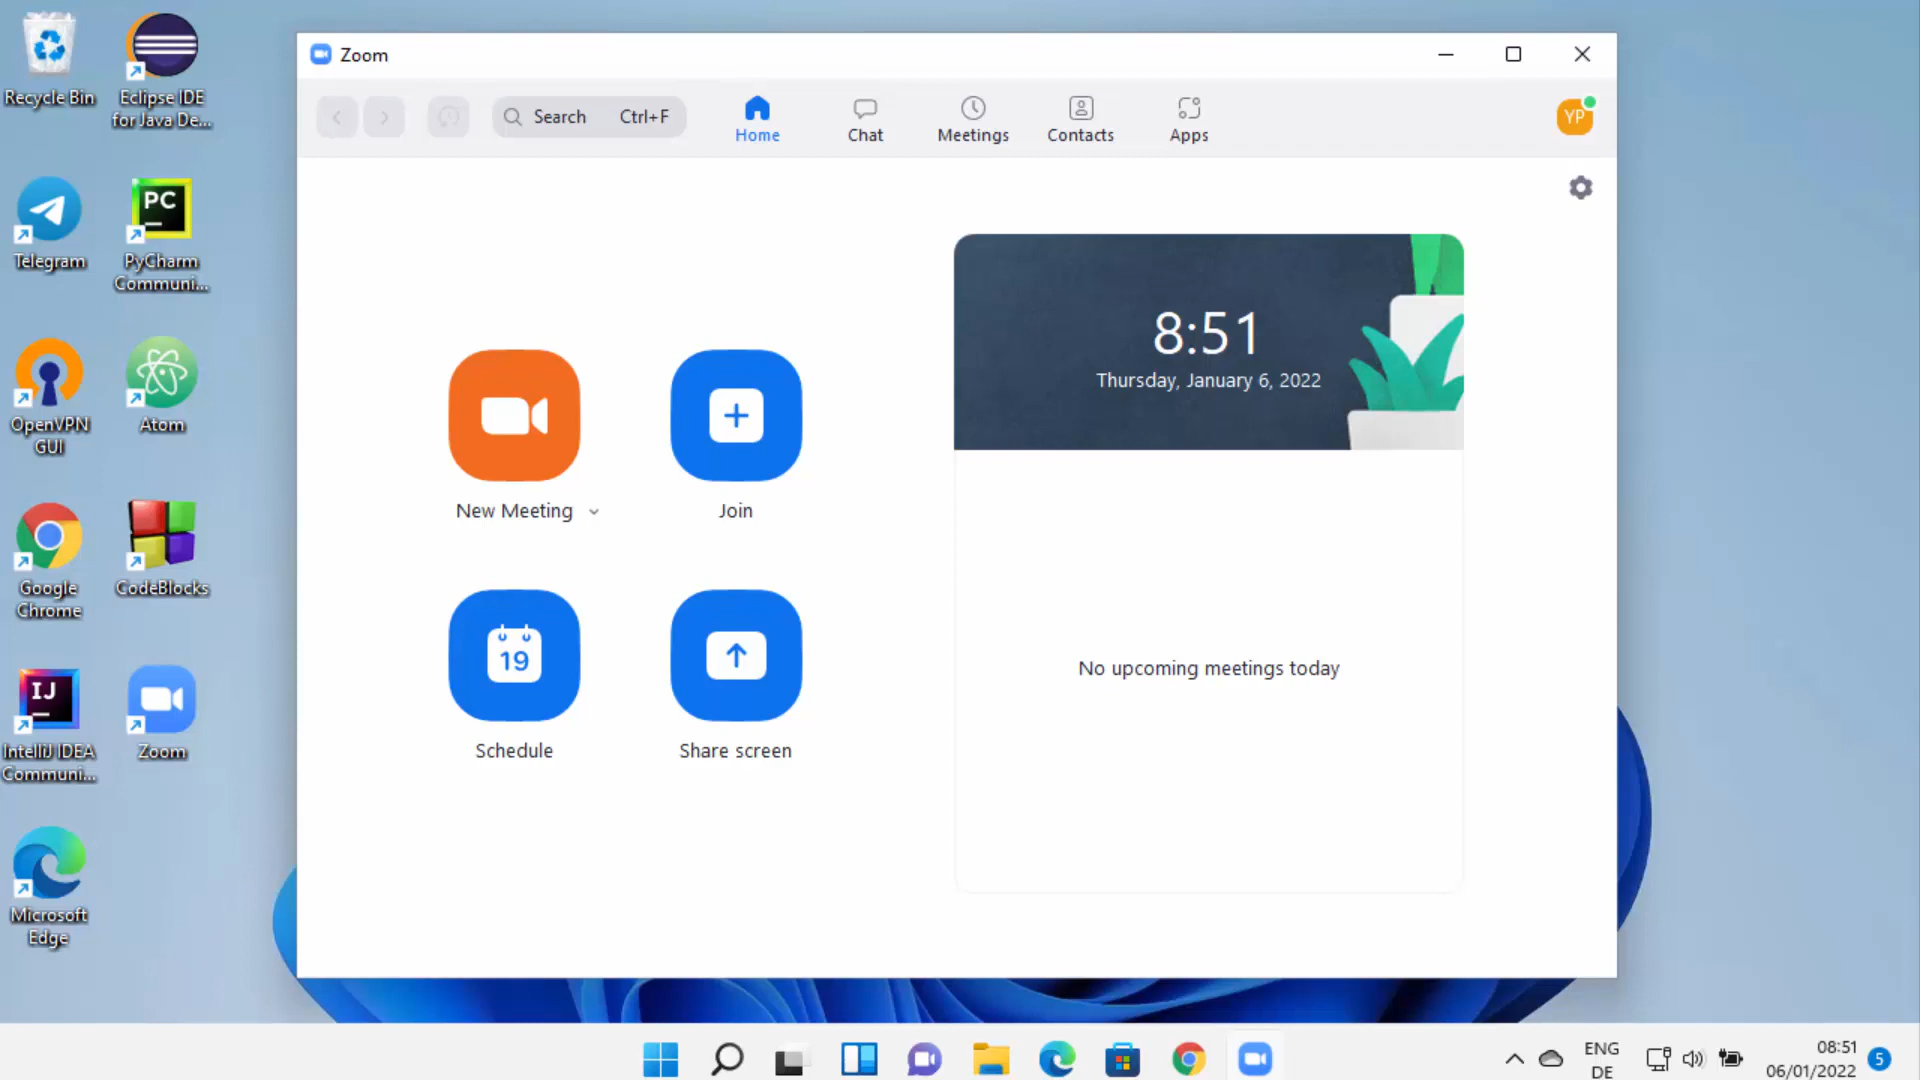 Recycle Bin
Eclipse IDE
for Java De...
Telegram
PC
PyCharm
Communi...
OpenVPN
GUI
Atom
Google
Chrome
CodeBlocks
IJ
IntelliJ IDEA
Communi...
Zoom
Microsoft
Edge
Zoom
Search Ctrl+F
Home
Chat
Meetings
Contacts
Apps
YP
New Meeting
Join
19
Schedule
Share screen
8:51
Thursday, January 6, 2022
No upcoming meetings today
ENG
DE
08:51
06/01/2022
5